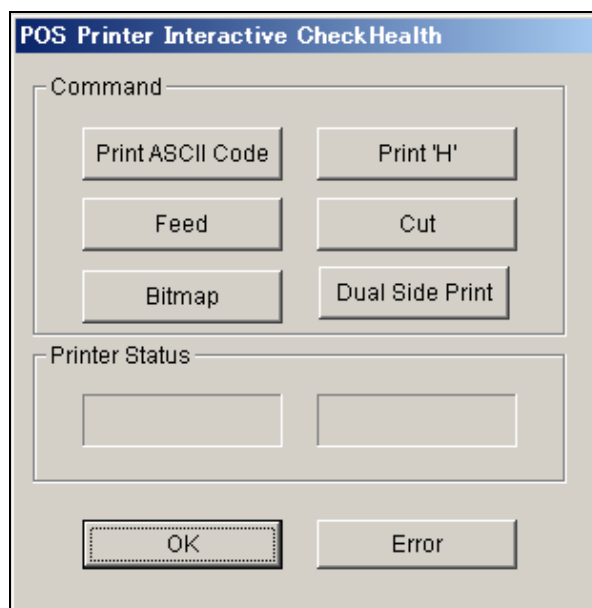 POS Printer Interactive CheckHealth
Command
Print ASCII Code
Print 'H'
Feed
Cut
Bitmap
Dual Side Print
Printer Status
OK
Error